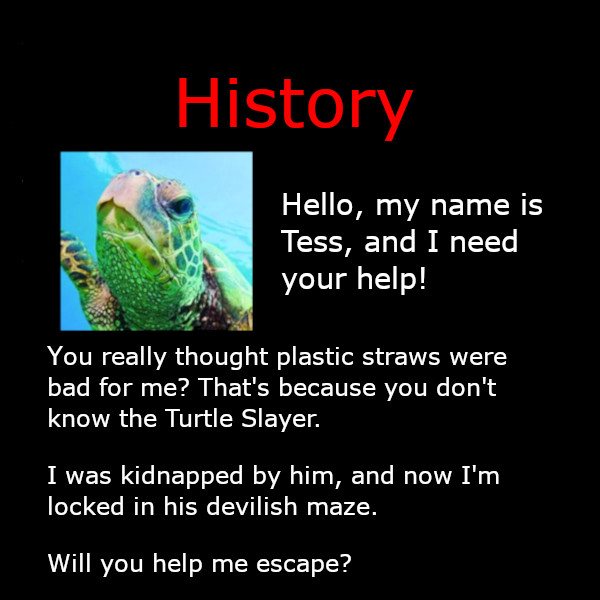 History
Hello, my name is
Tess, and I need
your help!
You really thought plastic straws were
bad for me? That's because you don't
know the Turtle Slayer.
I was kidnapped by him, and now I'm
locked in his devilish maze.
Will you help me escape?